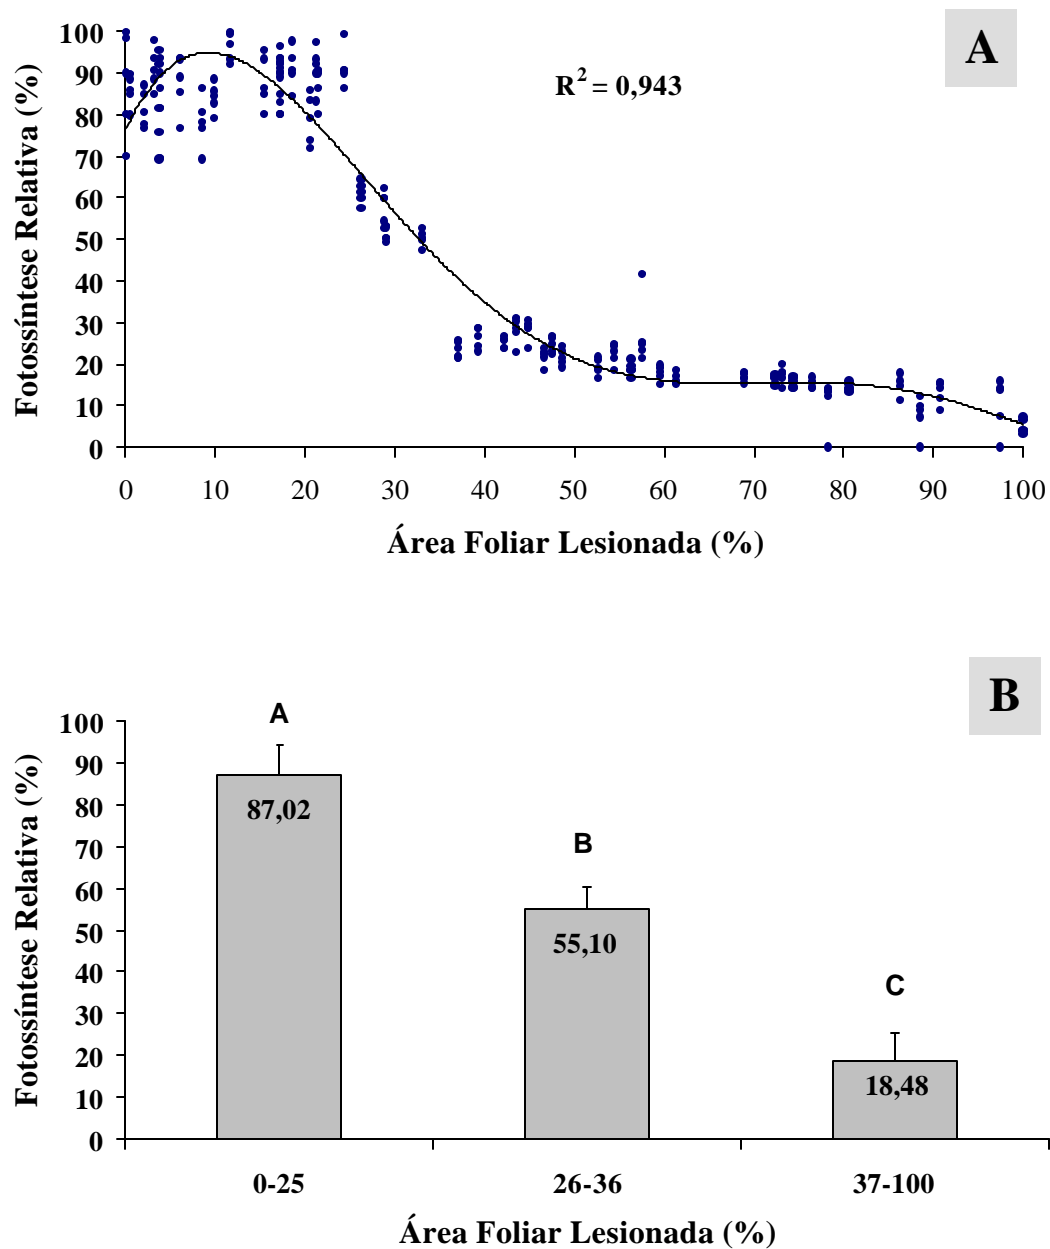 A
R² = 0,943
Fotossíntese Relativa (%)
100
90
80
70
60
50
40
30
20
10
0
0 10 20 30 40 50 60 70 80 90 100
Área Foliar Lesionada (%)
B
Fotossíntese Relativa (%)
100
90
80
70
60
50
40
30
20
10
0
A
87,02
B
55,10
C
18,48
0-25 26-36 37-100
Área Foliar Lesionada (%)